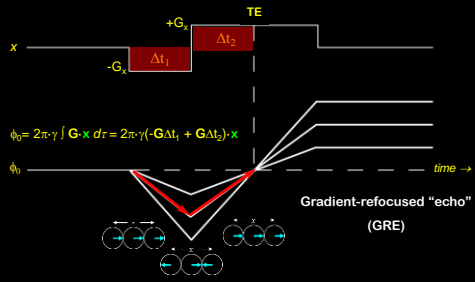 TE
+Gₓ
x
Δt₂
Δt₁
-Gₓ
ϕ₀= 2π·γ ∫ G·x dτ = 2π·γ(-GΔt₁ + GΔt₂)·x
ϕ₀
time →
Gradient-refocused “echo”
(GRE)
x
x